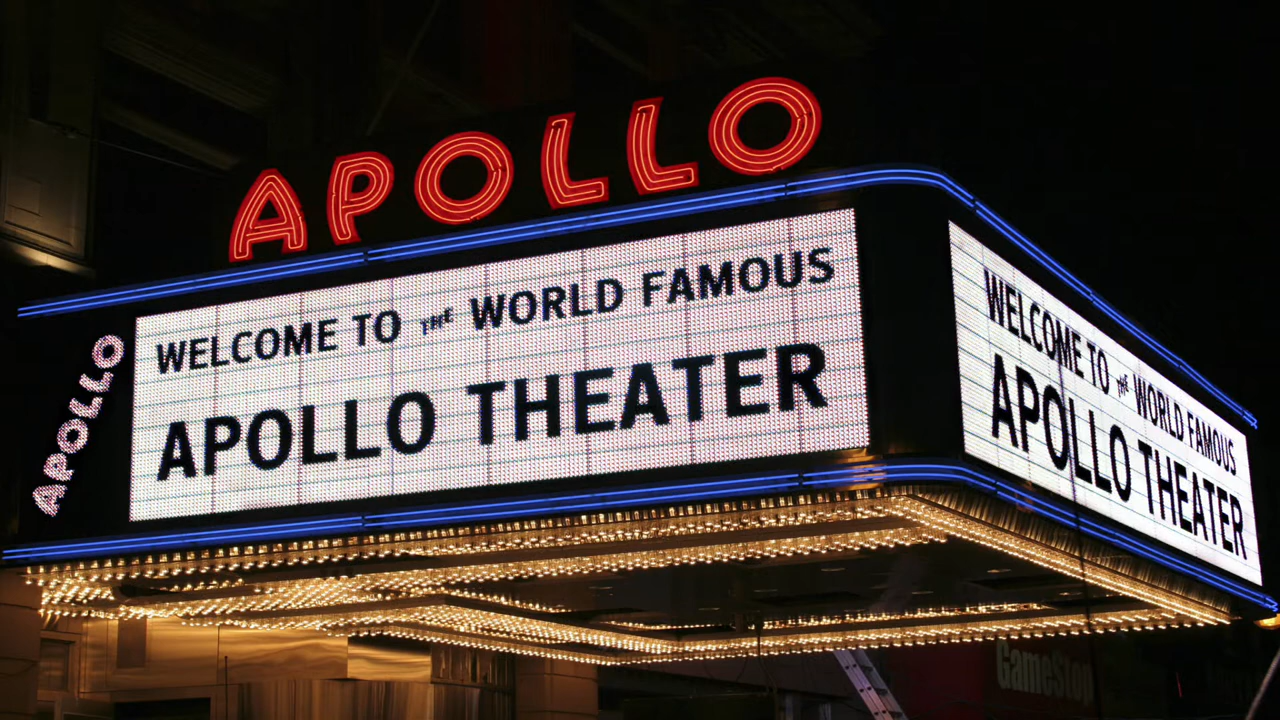 APOLLO
WELCOME TO THE WORLD FAMOUS
APOLLO THEATER
APOLLO
WELCOME TO THE WORLD FAMOUS
APOLLO THEATER
GameStop